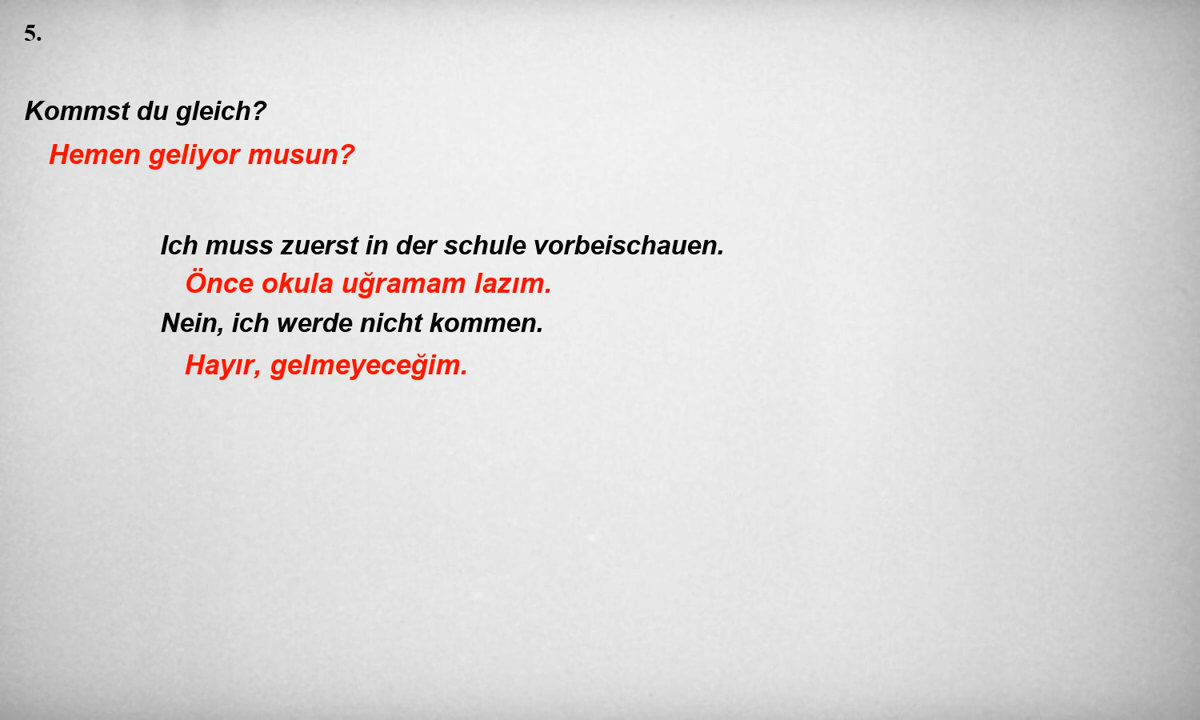 5.
Kommst du gleich?
Hemen geliyor musun?
Ich muss zuerst in der schule vorbeischauen.
Önce okula uğramam lazım.
Nein, ich werde nicht kommen.
Hayır, gelmeyeceğim.